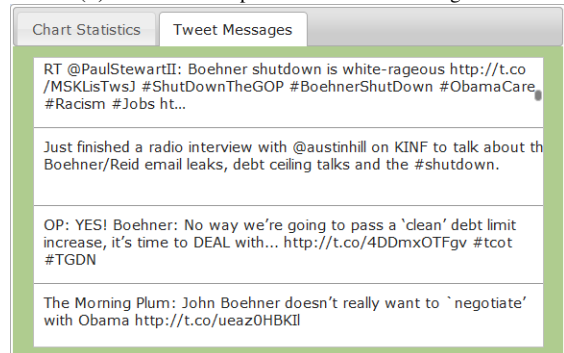 Chart Statistics Tweet Messages
RT @PaulStewartII: Boehner shutdown is white-rageous http://t.co
/MSKLisTwsJ #ShutDownTheGOP #BoehnerShutDown #ObamaCare
#Racism #Jobs ht...
Just finished a radio interview with @austinhill on KINF to talk about th
Boehner/Reid email leaks, debt ceiling talks and the #shutdown.
OP: YES! Boehner: No way we’re going to pass a ‘clean’ debt limit
increase, it’s time to DEAL with... http://t.co/4DDmxOTFgv #tcot
#TGDN
The Morning Plum: John Boehner doesn’t really want to `negotiate’
with Obama http://t.co/ueaz0HBKIl